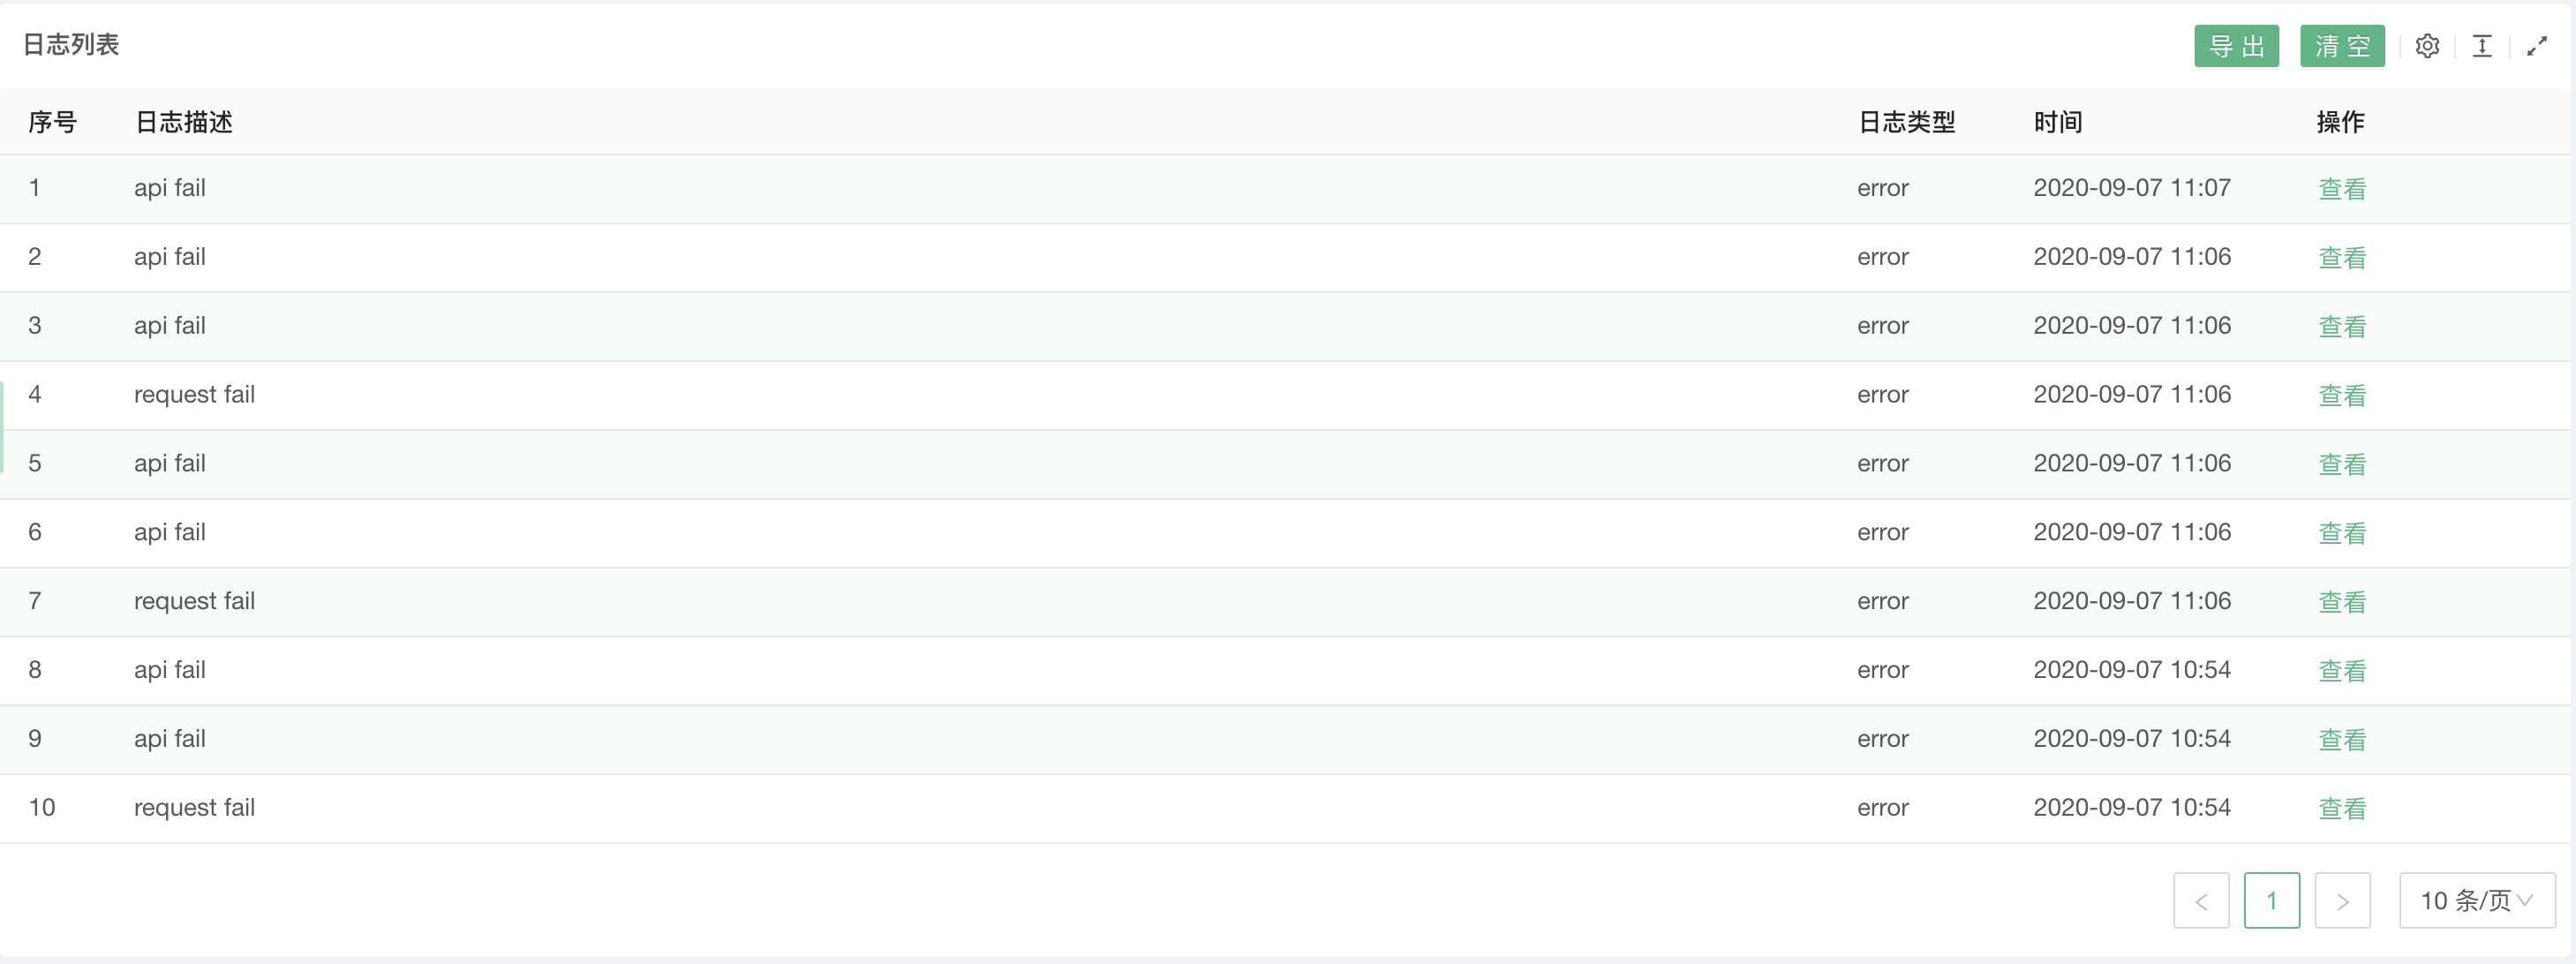 日志列表 导出 清空
序号 日志描述 日志类型 时间 操作
1 api fail error 2020-09-07 11:07 查看
2 api fail error 2020-09-07 11:06 查看
3 api fail error 2020-09-07 11:06 查看
4 request fail error 2020-09-07 11:06 查看
5 api fail error 2020-09-07 11:06 查看
6 api fail error 2020-09-07 11:06 查看
7 request fail error 2020-09-07 11:06 查看
8 api fail error 2020-09-07 10:54 查看
9 api fail error 2020-09-07 10:54 查看
10 request fail error 2020-09-07 10:54 查看
< 1 > 10 条/页